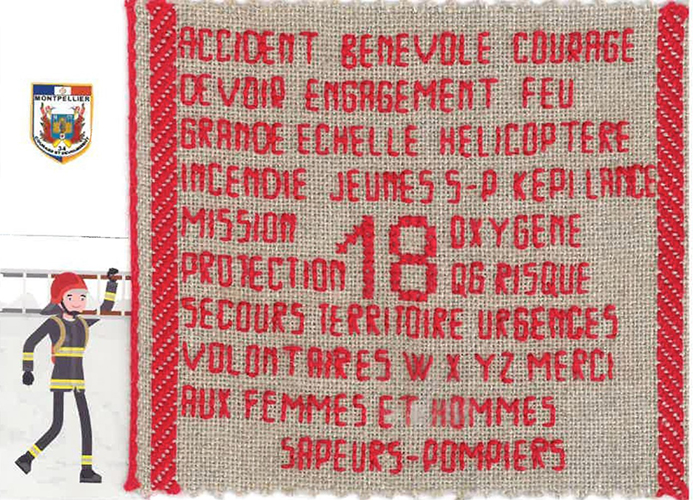 MONTPELLIER
34
ACCIDENT BENEVOLE COURAGE
DEVOIR ENGAGEMENT FEU
GRANDE ECHELLE HELICOPTERE
INCENDIE JEUNES S-P KEPI LANCE
MISSION 18 OXYGENE
PROTECTION QG RISQUE
SECOURS TERRITOIRE URGENCES
VOLONTAIRES W X YZ MERCI
AUX FEMMES ET HOMMES
SAPEURS-POMPIERS